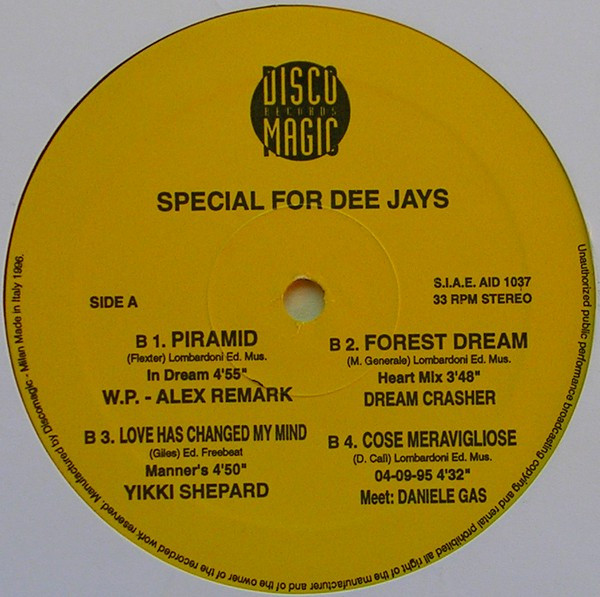 DISCO
RECORDS
MAGIC
SPECIAL FOR DEE JAYS
SIDE A
S.I.A.E. AID 1037
33 RPM STEREO
B 1. PIRAMID
(Flexter) Lombardoni Ed. Mus.
In Dream 4'55"
W.P. - ALEX REMARK
B 2. FOREST DREAM
(M. Generale) Lombardoni Ed. Mus.
Heart Mix 3'48"
DREAM CRASHER
B 3. LOVE HAS CHANGED MY MIND
(Giles) Ed. Freebeat
Manner's 4'50"
YIKKI SHEPARD
B 4. COSE MERAVIGLIOSE
(D. Calì) Lombardoni Ed. Mus.
04-09-95 4'32"
Meet: DANIELE GAS
Unauthorized public performance broadcasting copying and rental prohibited all right of the manufacturer and of the owner of the recorded work reserved. Manufactured by Discomagic - Milan Made in Italy 1996.